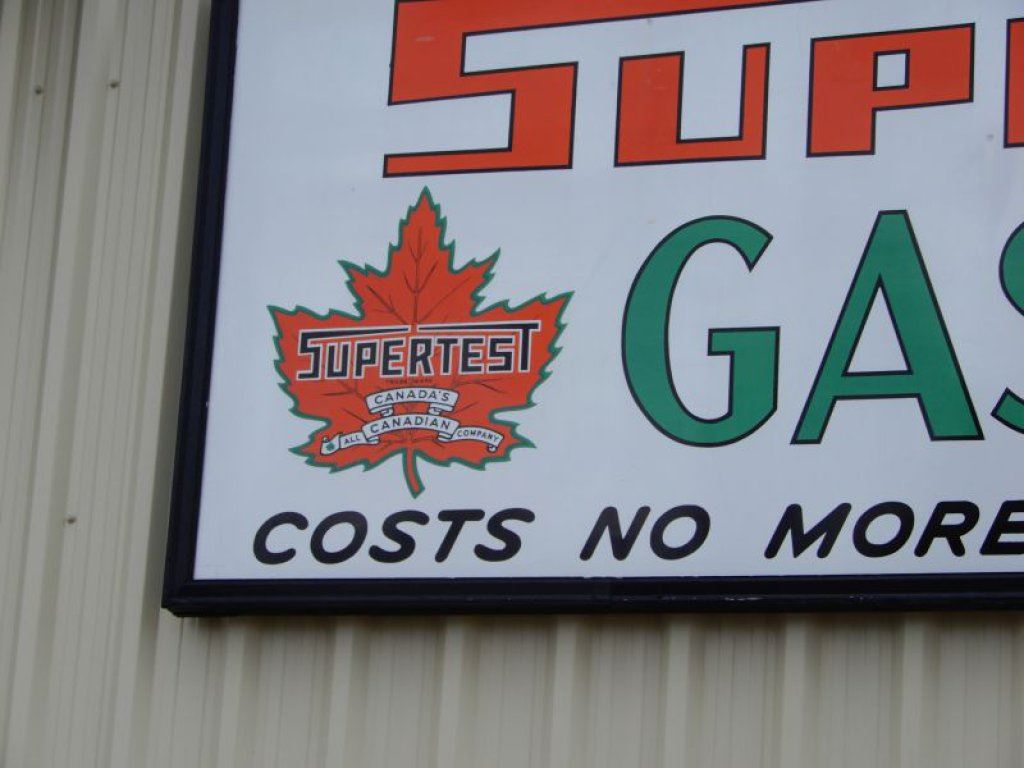 SUP
SUPERTEST
TRADE MARK
CANADA'S
ALL CANADIAN COMPANY
GAS
COSTS NO MORE